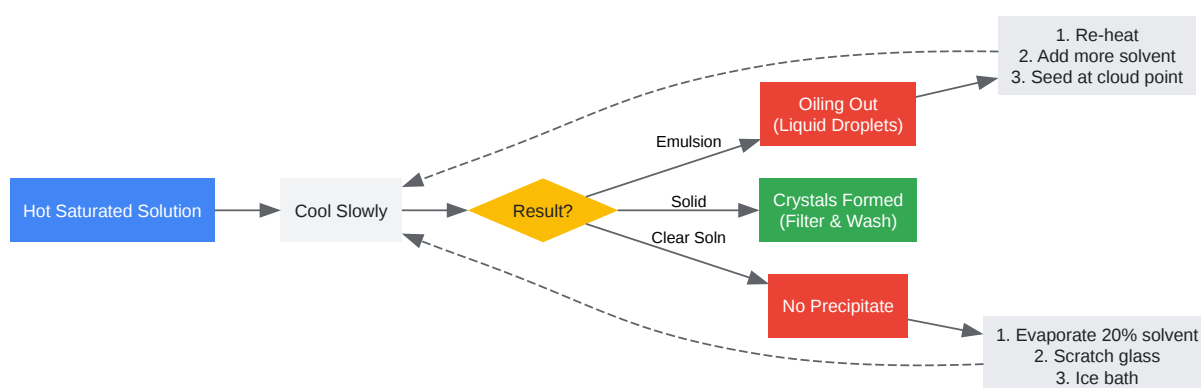 Hot Saturated Solution
Cool Slowly
Result?
Emulsion
Solid
Clear Soln
Oiling Out
(Liquid Droplets)
Crystals Formed
(Filter & Wash)
No Precipitate
1. Re-heat
2. Add more solvent
3. Seed at cloud point
1. Evaporate 20% solvent
2. Scratch glass
3. Ice bath